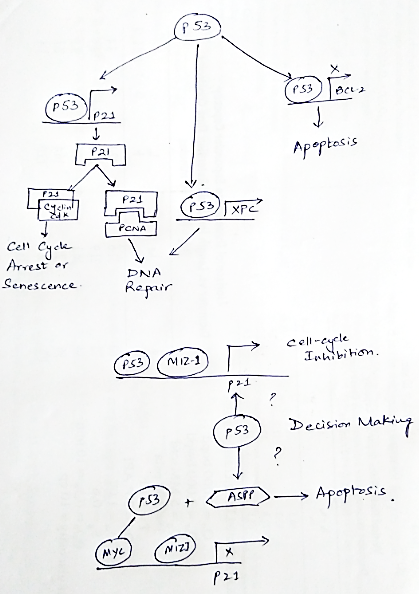 P53
P53
P21
P53
X
BCL-2
P21
Apoptosis
P21
Cyclin
CdK
P21
PCNA
P53
XPC
Cell Cycle
Arrest or
Senescence.
DNA
Repair
P53
MIZ-1
P21
Cell-cycle
Inhibition.
?
P53
Decision Making
?
P53
+
ASPP
Apoptosis.
MYC
MIZ1
X
P21